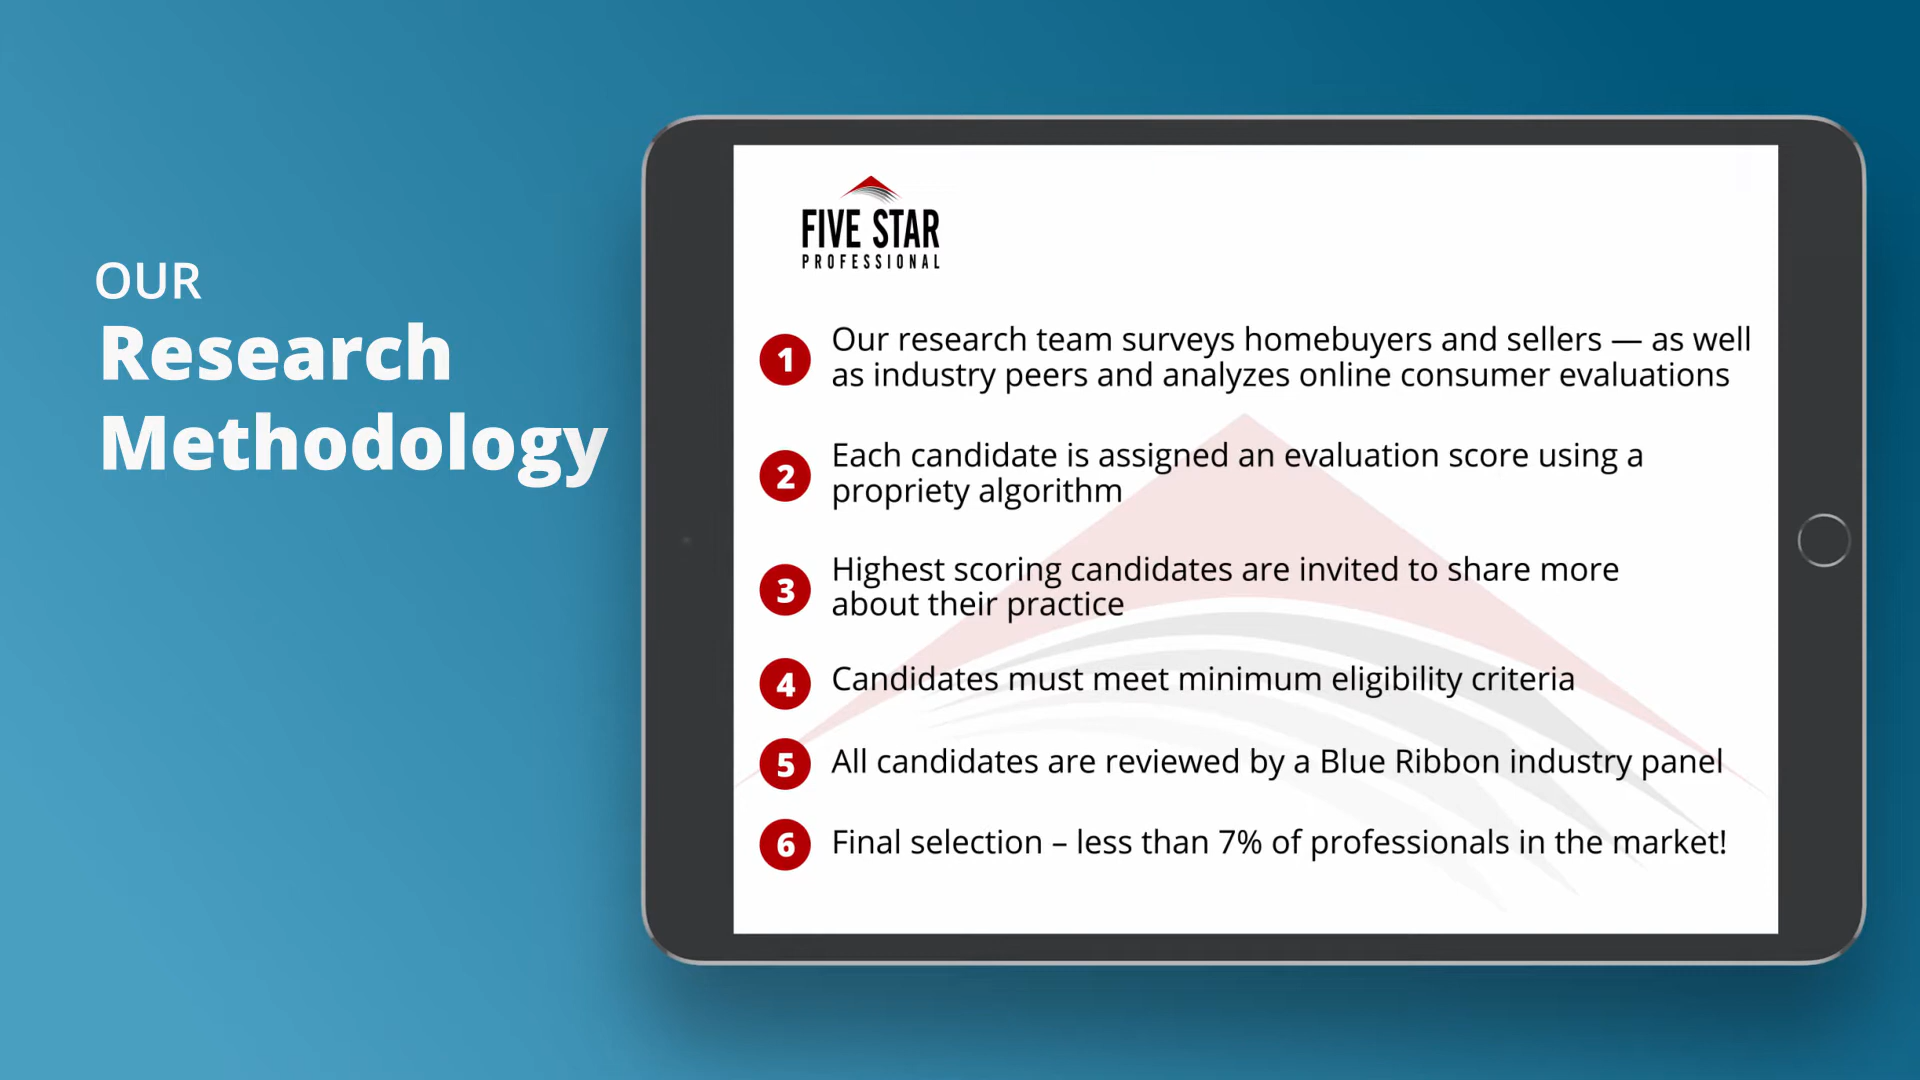 OUR
Research
Methodology
FIVE STAR
PROFESSIONAL
1 Our research team surveys homebuyers and sellers — as well
as industry peers and analyzes online consumer evaluations
2 Each candidate is assigned an evaluation score using a
propriety algorithm
3 Highest scoring candidates are invited to share more
about their practice
4 Candidates must meet minimum eligibility criteria
5 All candidates are reviewed by a Blue Ribbon industry panel
6 Final selection – less than 7% of professionals in the market!